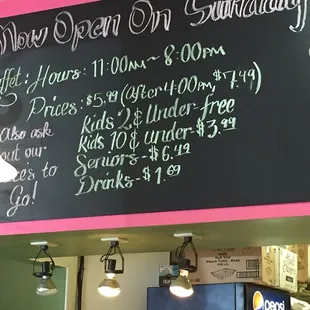 Now Open On Sunday!
Buffet: Hours: 11:00am ~ 8:00pm
Prices: $5.99 (after 4:00pm, $7.49)
Kids 2 & Under-free
Kids 10 & under-$3.99
Seniors-$6.49
Drinks-$1.69
Also ask
out our
es to
Go!
pepsi